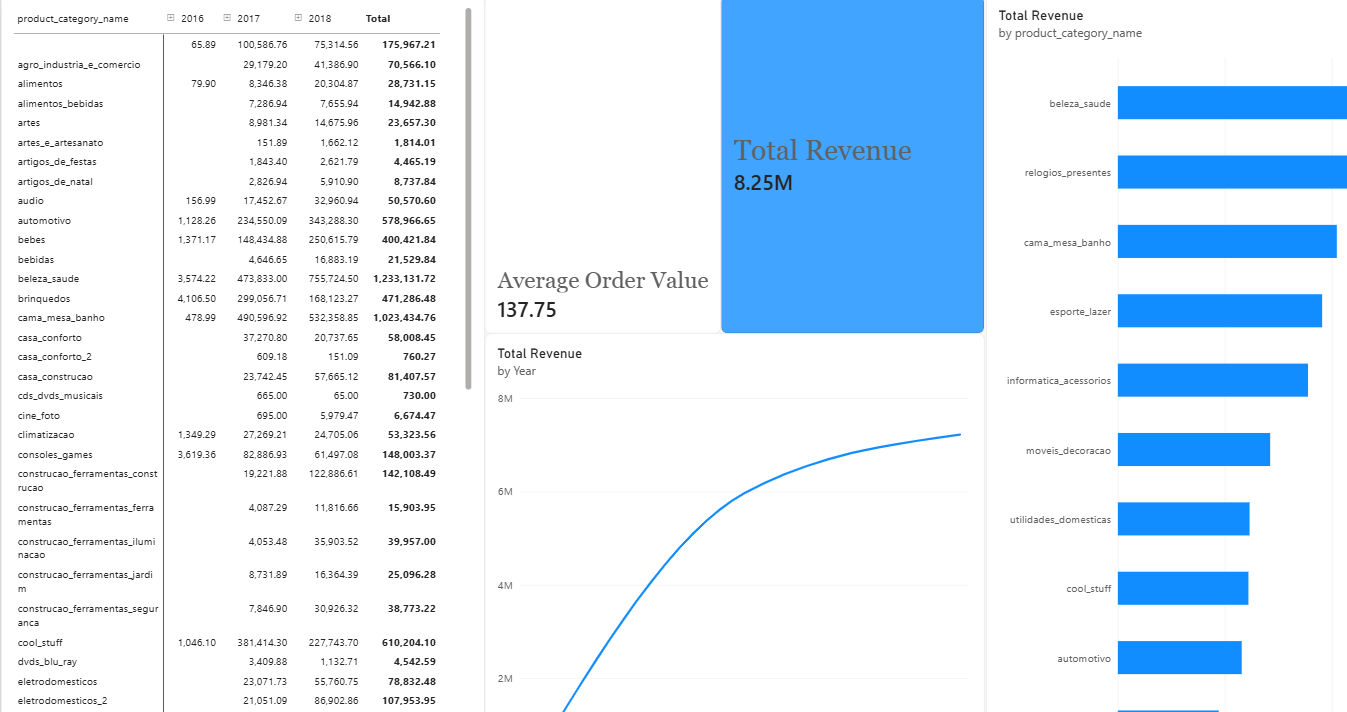 product_category_name 2016 2017 2018 Total
65.89 100,586.76 75,314.56 175,967.21
agro_industria_e_comercio 29,179.20 41,386.90 70,566.10
alimentos 79.90 8,346.38 20,304.87 28,731.15
alimentos_bebidas 7,286.94 7,655.94 14,942.88
artes 8,981.34 14,675.96 23,657.30
artes_e_artesanato 151.89 1,662.12 1,814.01
artigos_de_festas 1,843.40 2,621.79 4,465.19
artigos_de_natal 2,826.94 5,910.90 8,737.84
audio 156.99 17,452.67 32,960.94 50,570.60
automotivo 1,128.26 234,550.09 343,288.30 578,966.65
bebes 1,371.17 148,434.88 250,615.79 400,421.84
bebidas 4,646.65 16,883.19 21,529.84
beleza_saude 3,574.22 473,833.00 755,724.50 1,233,131.72
brinquedos 4,106.50 299,056.71 168,123.27 471,286.48
cama_mesa_banho 478.99 490,596.92 532,358.85 1,023,434.76
casa_conforto 37,270.80 20,737.65 58,008.45
casa_conforto_2 609.18 151.09 760.27
casa_construcao 23,742.45 57,665.12 81,407.57
cds_dvds_musicais 665.00 65.00 730.00
cine_foto 695.00 5,979.47 6,674.47
climatizacao 1,349.29 27,269.21 24,705.06 53,323.56
consoles_games 3,619.36 82,886.93 61,497.08 148,003.37
construcao_ferramentas_const 19,221.88 122,886.61 142,108.49
rucao
construcao_ferramentas_ferra 4,087.29 11,816.66 15,903.95
mentas
construcao_ferramentas_ilumi 4,053.48 35,903.52 39,957.00
nacao
construcao_ferramentas_jardi 8,731.89 16,364.39 25,096.28
m
construcao_ferramentas_segur 7,846.90 30,926.32 38,773.22
anca
cool_stuff 1,046.10 381,414.30 227,743.70 610,204.10
dvds_blu_ray 3,409.88 1,132.71 4,542.59
eletrodomesticos 23,071.73 55,760.75 78,832.48
eletrodomesticos_2 21,051.09 86,902.86 107,953.95
Average Order Value
137.75
Total Revenue
8.25M
Total Revenue
by Year
8M
6M
4M
2M
Total Revenue
by product_category_name
beleza_saude
relogios_presentes
cama_mesa_banho
esporte_lazer
informatica_acessorios
moveis_decoracao
utilidades_domesticas
cool_stuff
automotivo